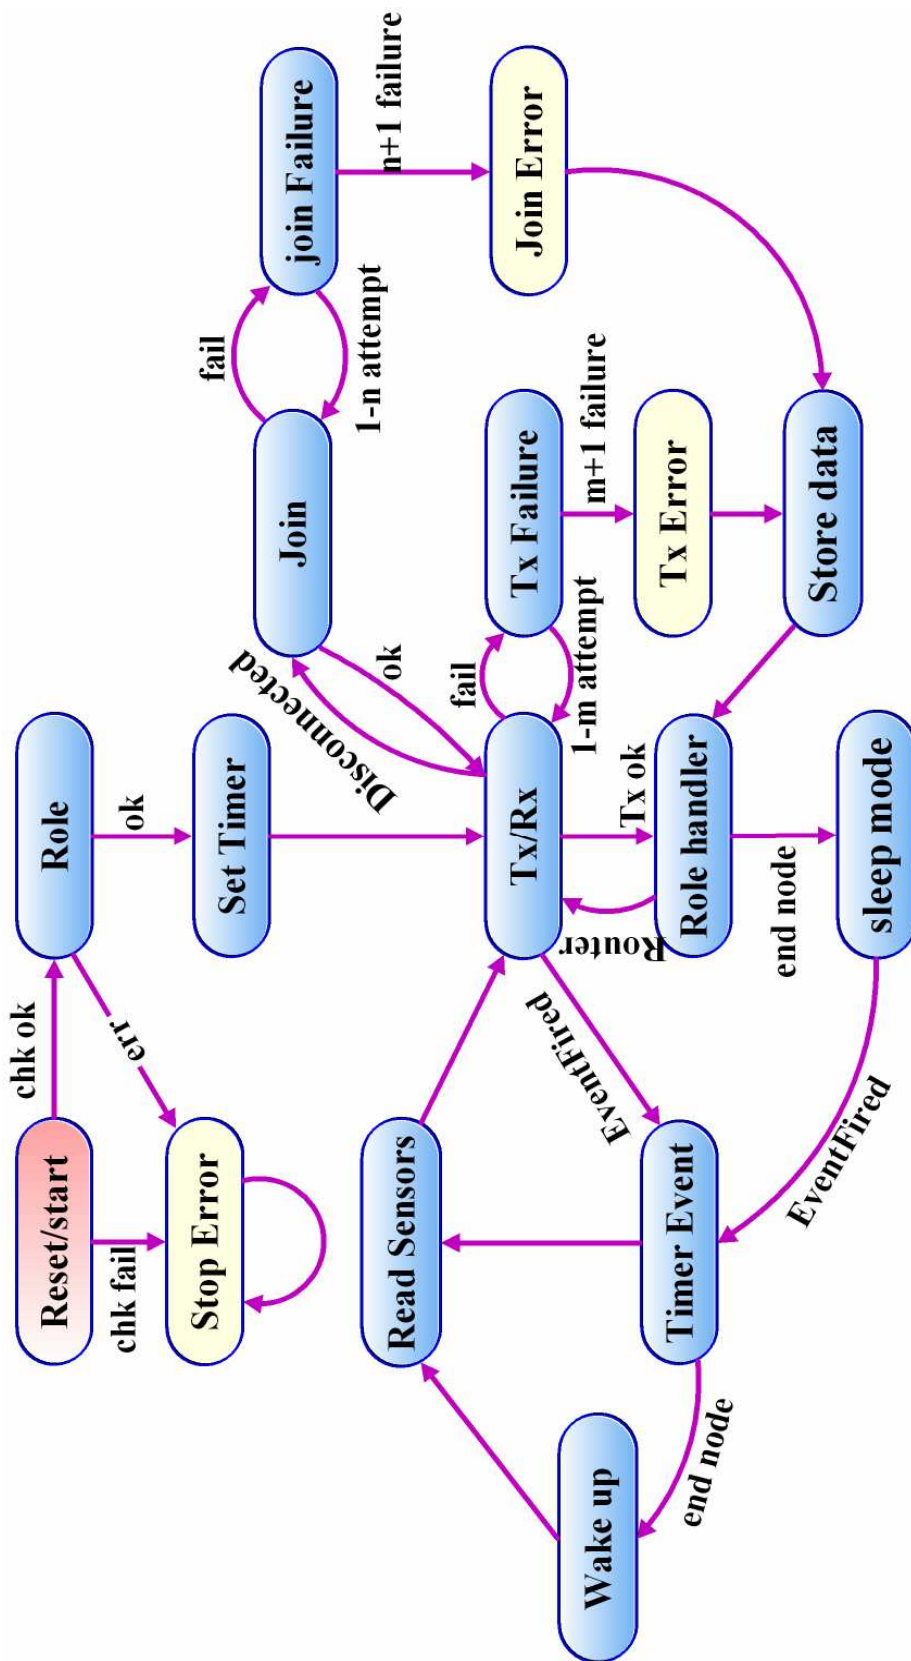 Reset/start
chk ok
Role
chk fail
err
ok
Stop Error
Set Timer
Disconnected
Join
fail
join Failure
1-n attempt
n+1 failure
ok
Read Sensors
Tx/Rx
fail
Tx Failure
Join Error
EventFired
Router
Tx ok
1-m attempt
m+1 failure
Wake up
Timer Event
Role handler
Tx Error
end node
EventFired
end node
sleep mode
Store data